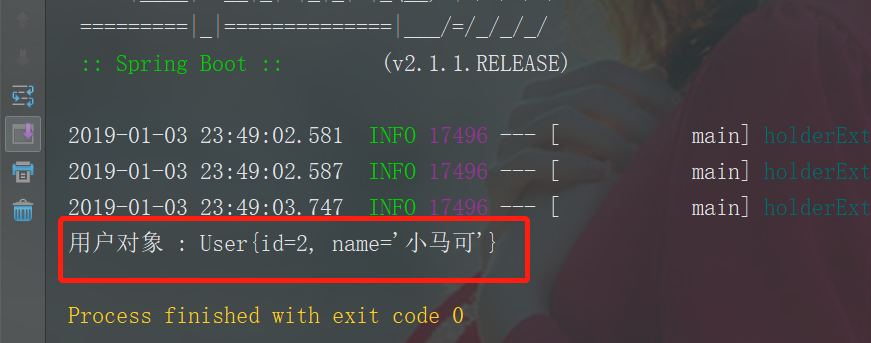 =========|_|==============|___/=/_/_/_/
:: Spring Boot ::        (v2.1.1.RELEASE)
2019-01-03 23:49:02.581  INFO 17496 --- [           main] holderExt
2019-01-03 23:49:02.587  INFO 17496 --- [           main] holderExt
2019-01-03 23:49:03.747  INFO 17496 --- [           main] holderExt
用户对象 : User{id=2, name='小马可'}
Process finished with exit code 0